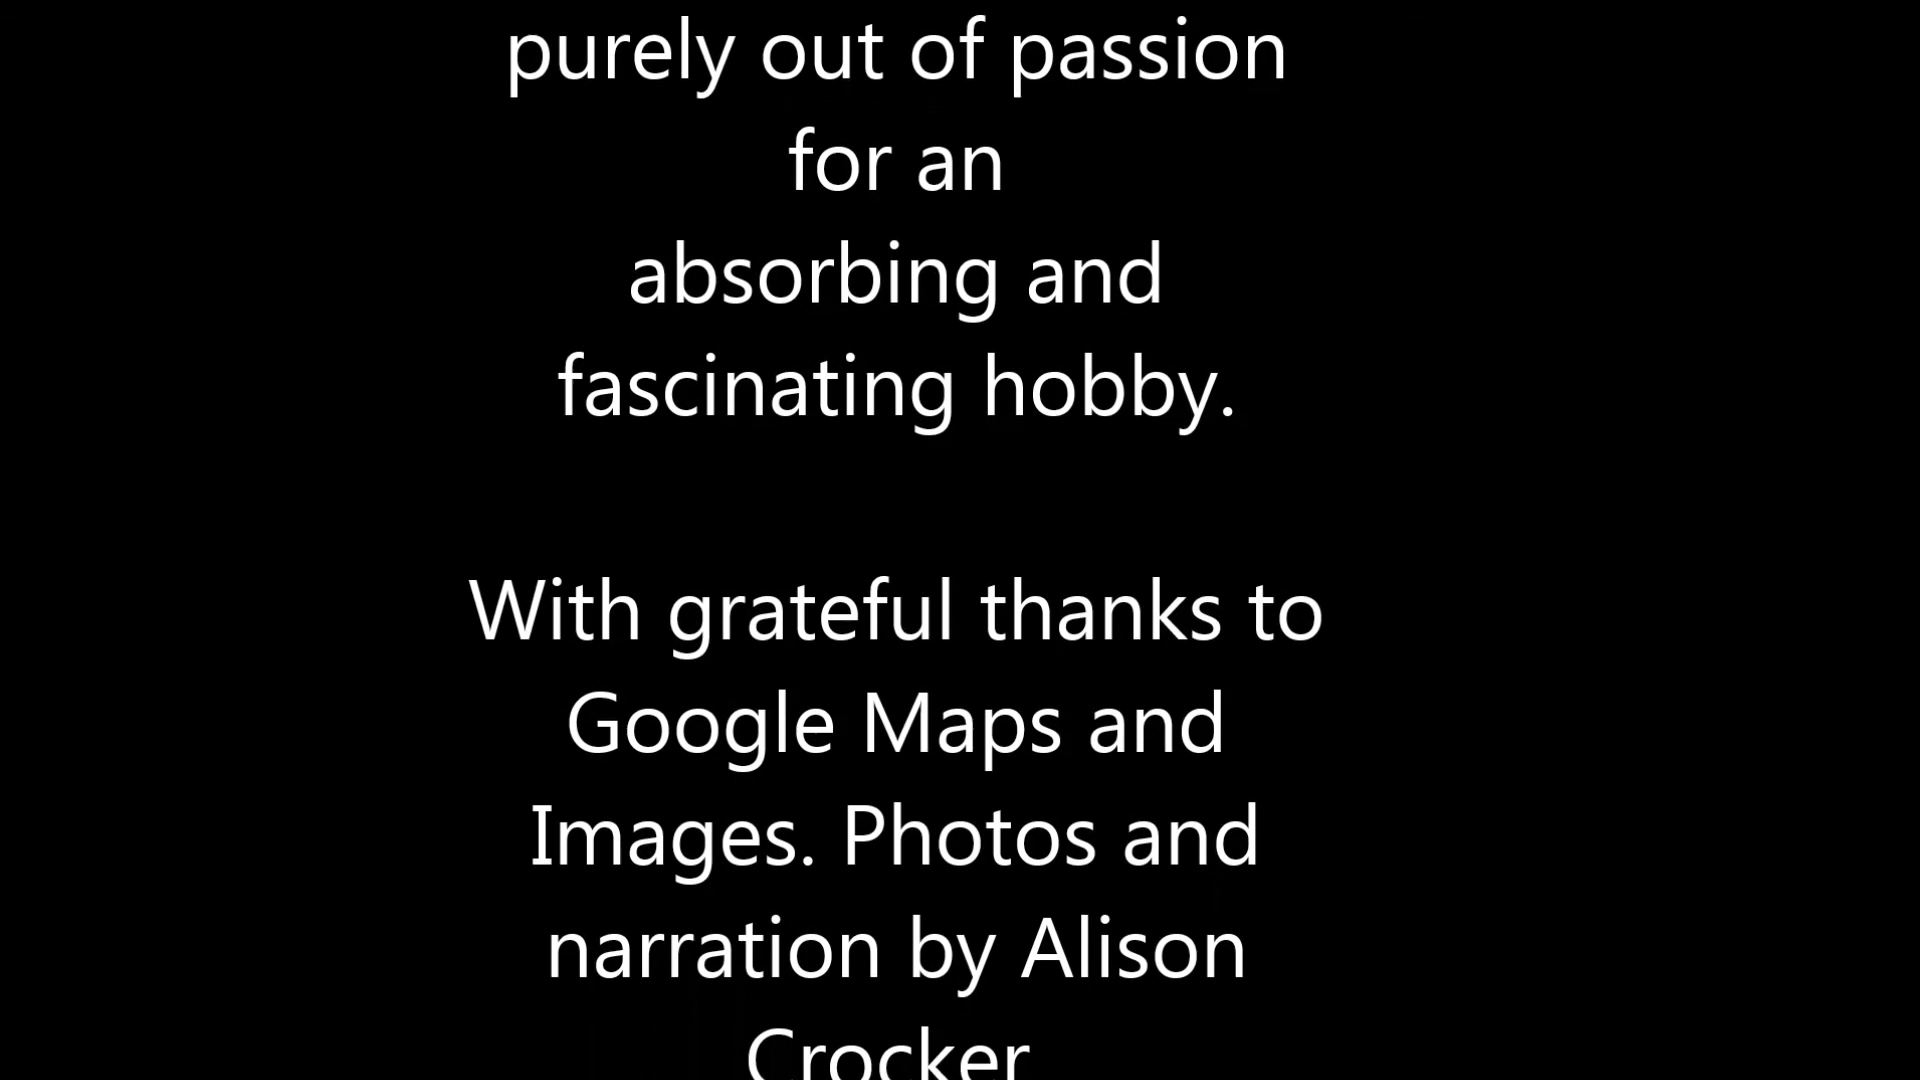 purely out of passion
for an
absorbing and
fascinating hobby.
With grateful thanks to
Google Maps and
Images. Photos and
narration by Alison
Crocker